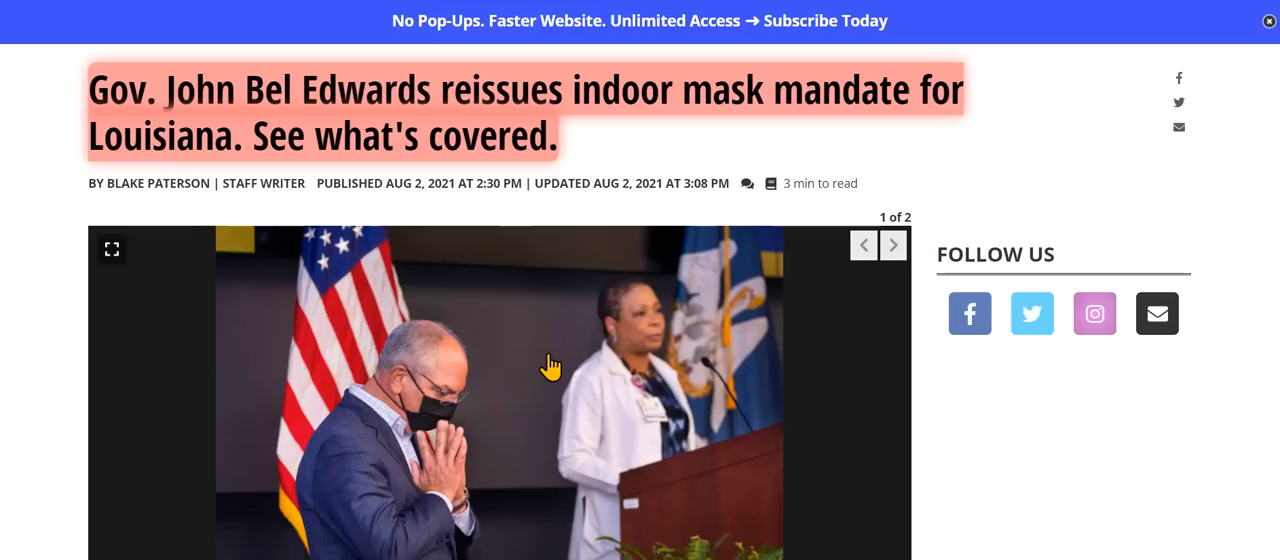 No Pop-Ups. Faster Website. Unlimited Access ➞ Subscribe Today
Gov. John Bel Edwards reissues indoor mask mandate for
Louisiana. See what's covered.
BY BLAKE PATERSON | STAFF WRITER PUBLISHED AUG 2, 2021 AT 2:30 PM | UPDATED AUG 2, 2021 AT 3:08 PM 3 min to read
1 of 2
FOLLOW US